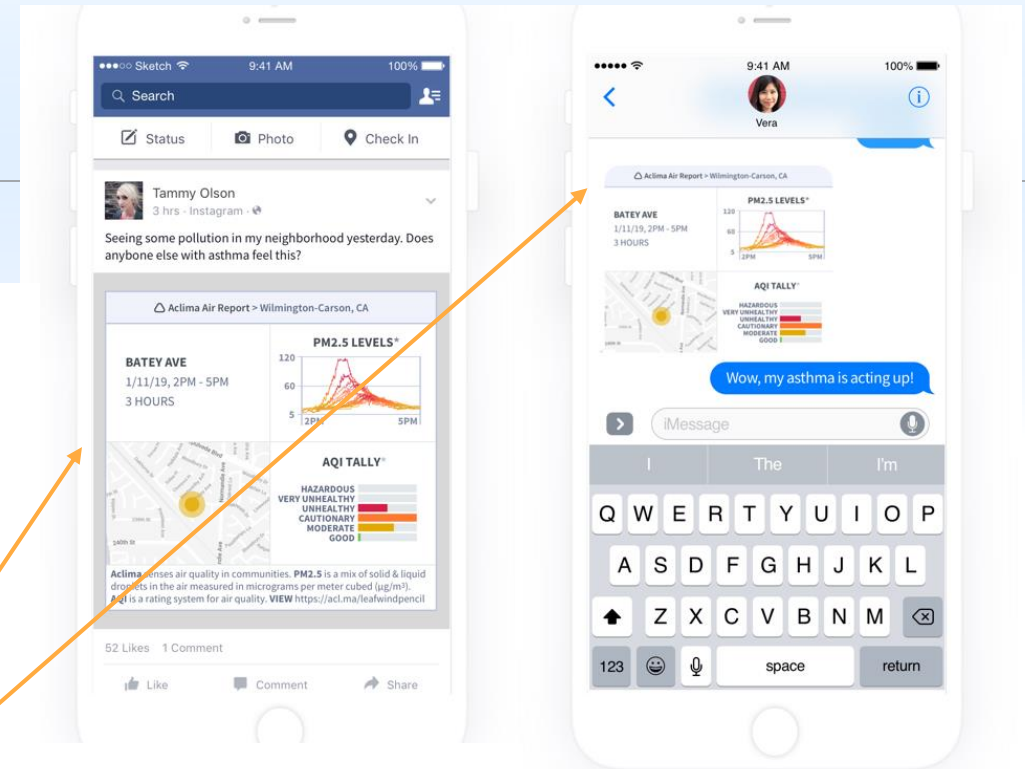 Sketch 9:41 AM 100%
Search
Status Photo Check In
Tammy Olson
3 hrs · Instagram ·
Seeing some pollution in my neighborhood yesterday. Does
anybone else with asthma feel this?
Aclima Air Report > Wilmington-Carson, CA
BATEY AVE
1/11/19, 2PM - 5PM
3 HOURS
PM2.5 LEVELS*
120
60
5
2PM 5PM
AQI TALLY°
HAZARDOUS
VERY UNHEALTHY
UNHEALTHY
CAUTIONARY
MODERATE
GOOD
Aclima senses air quality in communities. PM2.5 is a mix of solid & liquid
droplets in the air measured in micrograms per meter cubed (µg/m³).
AQI is a rating system for air quality. VIEW https://acl.ma/leafwindpencil
52 Likes 1 Comment
Like Comment Share
9:41 AM 100%
Vera
Aclima Air Report > Wilmington-Carson, CA
BATEY AVE
1/11/19, 2PM - 5PM
3 HOURS
PM2.5 LEVELS*
120
60
5
2PM 5PM
AQI TALLY°
HAZARDOUS
VERY UNHEALTHY
UNHEALTHY
CAUTIONARY
MODERATE
GOOD
Wow, my asthma is acting up!
iMessage
I The I'm
Q W E R T Y U I O P
A S D F G H J K L
Z X C V B N M
123 space return